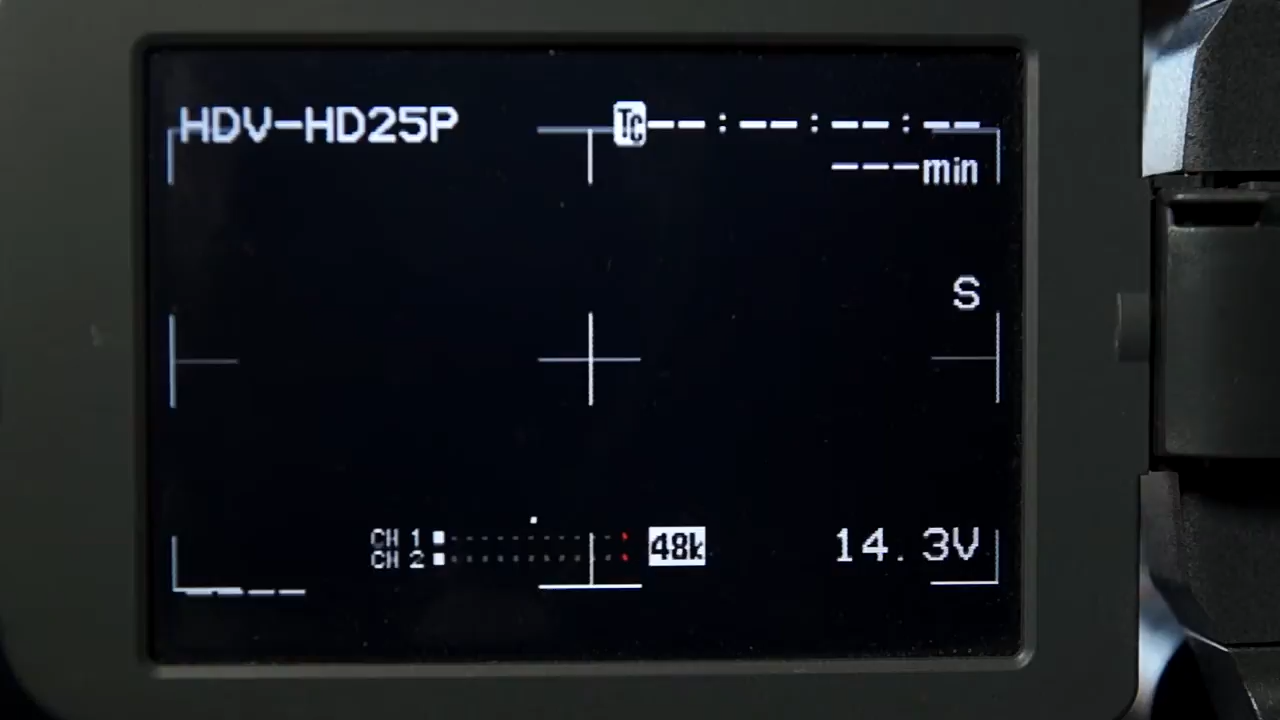 HDV-HD25P TC --:--:--:--
---min
S
CH 1 48k
CH 2
14.3V
----